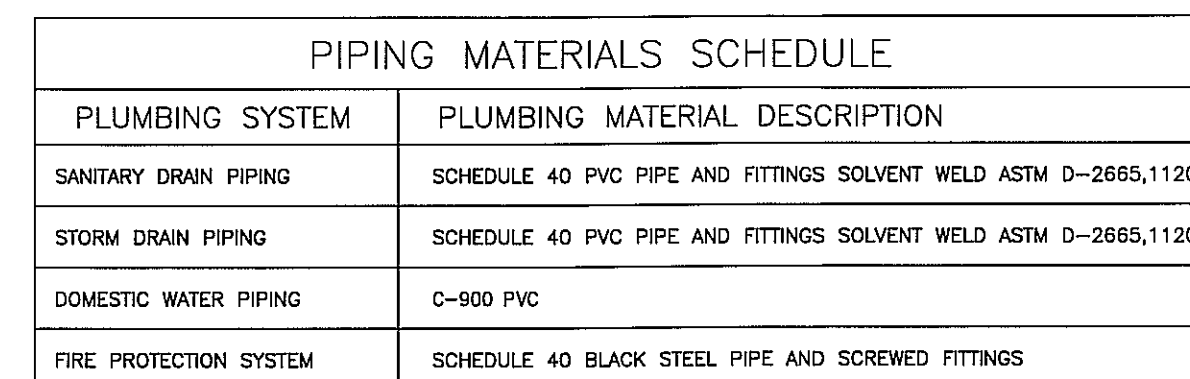 PIPING MATERIALS SCHEDULE
PLUMBING SYSTEM PLUMBING MATERIAL DESCRIPTION
SANITARY DRAIN PIPING SCHEDULE 40 PVC PIPE AND FITTINGS SOLVENT WELD ASTM D-2665,1120
STORM DRAIN PIPING SCHEDULE 40 PVC PIPE AND FITTINGS SOLVENT WELD ASTM D-2665,1120
DOMESTIC WATER PIPING C-900 PVC
FIRE PROTECTION SYSTEM SCHEDULE 40 BLACK STEEL PIPE AND SCREWED FITTINGS